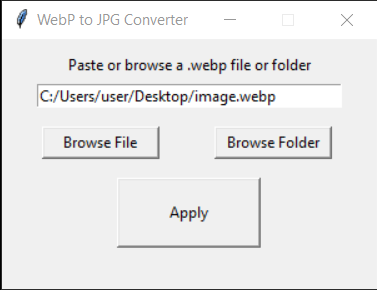 WebP to JPG Converter
Paste or browse a .webp file or folder
C:/Users/user/Desktop/image.webp
Browse File
Browse Folder
Apply